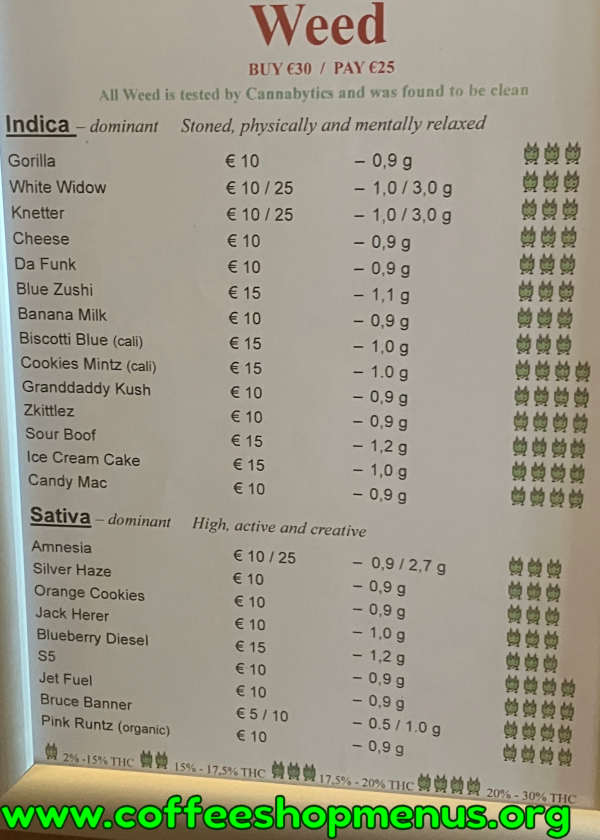 Weed
BUY €30 / PAY €25
All Weed is tested by Cannabytics and was found to be clean
Indica – dominant Stoned, physically and mentally relaxed
Gorilla € 10 – 0,9 g
White Widow € 10 / 25 – 1,0 / 3,0 g
Knetter € 10 / 25 – 1,0 / 3,0 g
Cheese € 10 – 0,9 g
Da Funk € 10 – 0,9 g
Blue Zushi € 15 – 1,1 g
Banana Milk € 10 – 0,9 g
Biscotti Blue (cali) € 15 – 1,0 g
Cookies Mintz (cali) € 15 – 1.0 g
Granddaddy Kush € 10 – 0,9 g
Zkittlez € 10 – 0,9 g
Sour Boof € 15 – 1,2 g
Ice Cream Cake € 15 – 1,0 g
Candy Mac € 10 – 0,9 g
Sativa – dominant High, active and creative
Amnesia € 10 / 25 – 0,9 / 2,7 g
Silver Haze € 10 – 0,9 g
Orange Cookies € 10 – 0,9 g
Jack Herer € 10 – 1,0 g
Blueberry Diesel € 15 – 1,2 g
S5 € 10 – 0,9 g
Jet Fuel € 10 – 0,9 g
Bruce Banner € 5 / 10 – 0.5 / 1.0 g
Pink Runtz (organic) € 10 – 0,9 g
2% -15% THC 15% - 17,5% THC 17,5% - 20% THC 20% - 30% THC
www.coffeeshopmenus.org